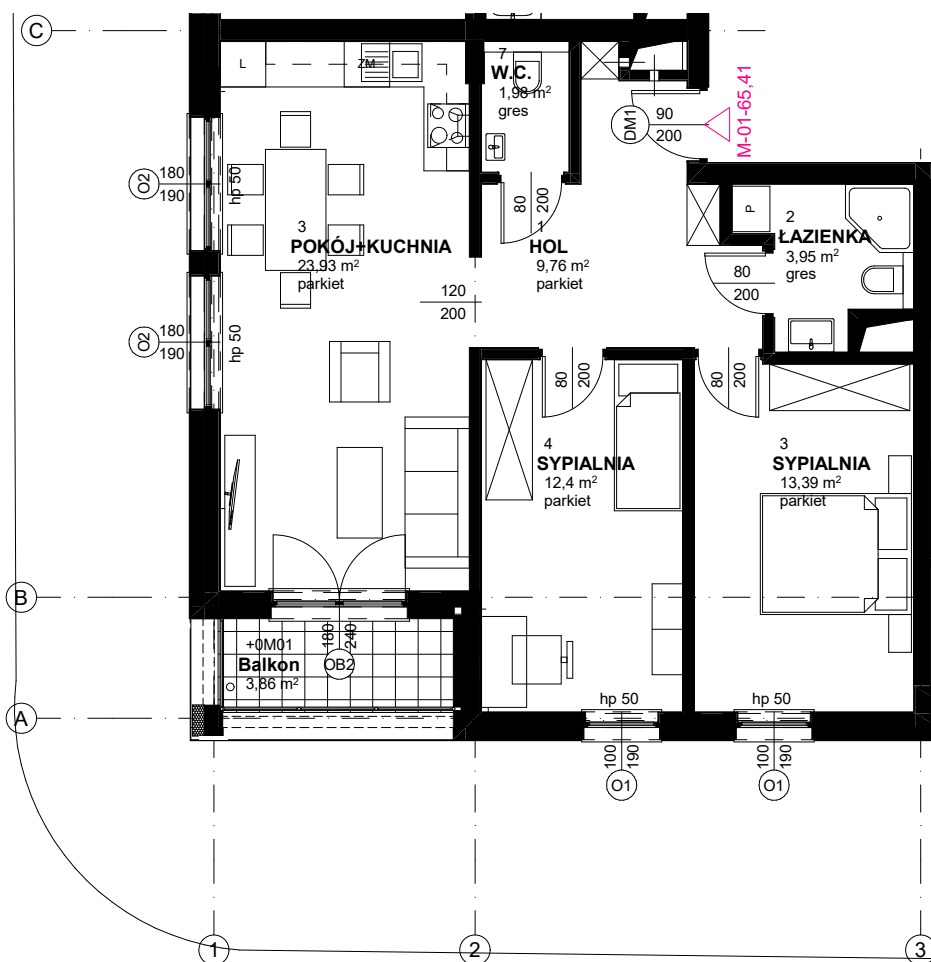 C
L
ZM
7
W.C.
1,98 m²
gres
DM1
90
200
M-01-65,41
O2
180
190
hp 50
80
200
3
POKÓJ+KUCHNIA
23,93 m²
parkiet
1
HOL
9,76 m²
parkiet
P
2
ŁAZIENKA
3,95 m²
gres
80
200
120
200
O2
180
190
hp 50
80
200
80
200
4
SYPIALNIA
12,4 m²
parkiet
3
SYPIALNIA
13,39 m²
parkiet
B
+0M01
Balkon
3,86 m²
180
240
OB2
A
hp 50
hp 50
100
190
O1
100
190
O1
1
2
3